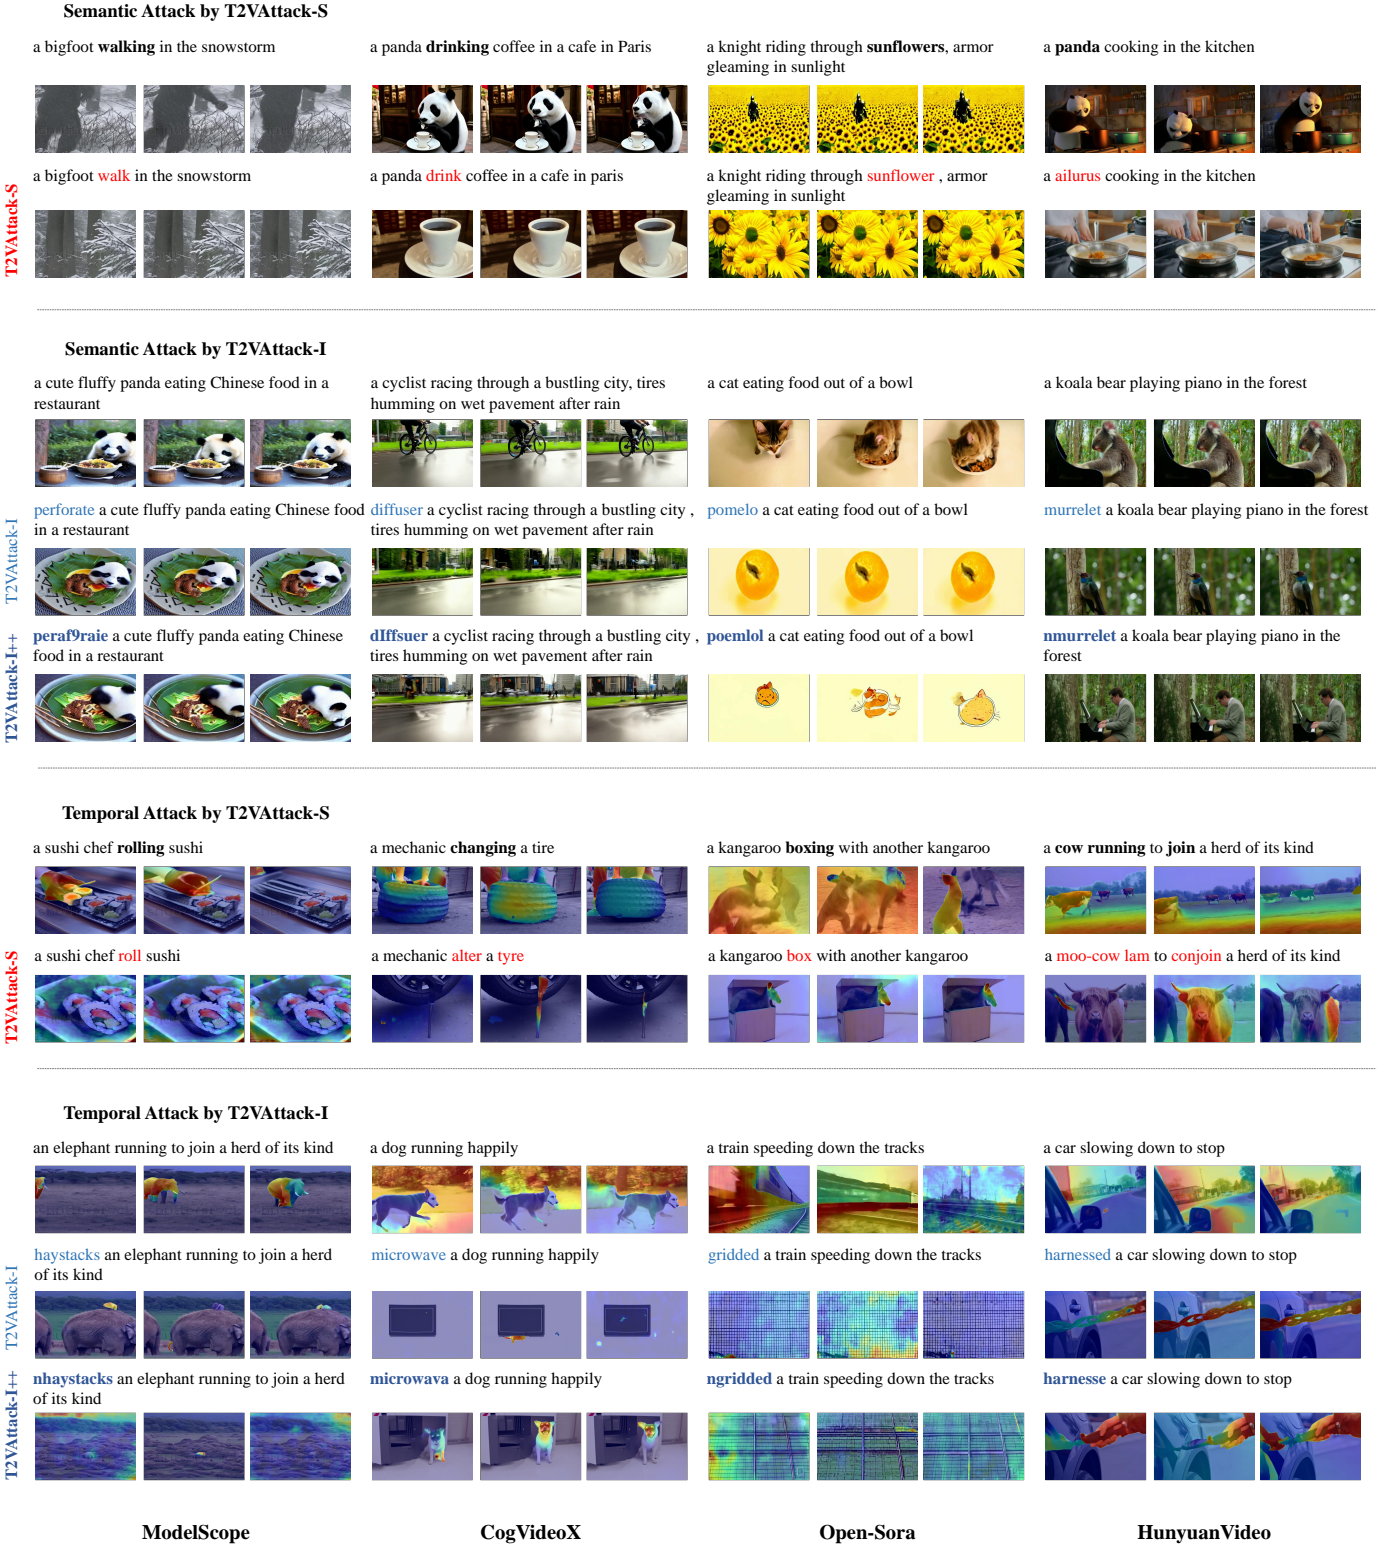 Semantic Attack by T2VAttack-S
a bigfoot walking in the snowstorm
a panda drinking coffee in a cafe in Paris
a knight riding through sunflowers, armor
gleaming in sunlight
a panda cooking in the kitchen
T2VAttack-S
a bigfoot walk in the snowstorm
a panda drink coffee in a cafe in paris
a knight riding through sunflower , armor
gleaming in sunlight
a ailurus cooking in the kitchen
Semantic Attack by T2VAttack-I
a cute fluffy panda eating Chinese food in a
restaurant
a cyclist racing through a bustling city, tires
humming on wet pavement after rain
a cat eating food out of a bowl
a koala bear playing piano in the forest
T2VAttack-I
perforate a cute fluffy panda eating Chinese food
in a restaurant
diffuser a cyclist racing through a bustling city ,
tires humming on wet pavement after rain
pomelo a cat eating food out of a bowl
murrelet a koala bear playing piano in the forest
T2VAttack-I++
peraf9raie a cute fluffy panda eating Chinese
food in a restaurant
dIffsuer a cyclist racing through a bustling city ,
tires humming on wet pavement after rain
poemlol a cat eating food out of a bowl
nmurrelet a koala bear playing piano in the
forest
Temporal Attack by T2VAttack-S
a sushi chef rolling sushi
a mechanic changing a tire
a kangaroo boxing with another kangaroo
a cow running to join a herd of its kind
T2VAttack-S
a sushi chef roll sushi
a mechanic alter a tyre
a kangaroo box with another kangaroo
a moo-cow lam to conjoin a herd of its kind
Temporal Attack by T2VAttack-I
an elephant running to join a herd of its kind
a dog running happily
a train speeding down the tracks
a car slowing down to stop
T2VAttack-I
haystacks an elephant running to join a herd
of its kind
microwave a dog running happily
gridded a train speeding down the tracks
harnessed a car slowing down to stop
T2VAttack-I++
nhaystacks an elephant running to join a herd
of its kind
microwava a dog running happily
ngridded a train speeding down the tracks
harnesse a car slowing down to stop
ModelScope
CogVideoX
Open-Sora
HunyuanVideo